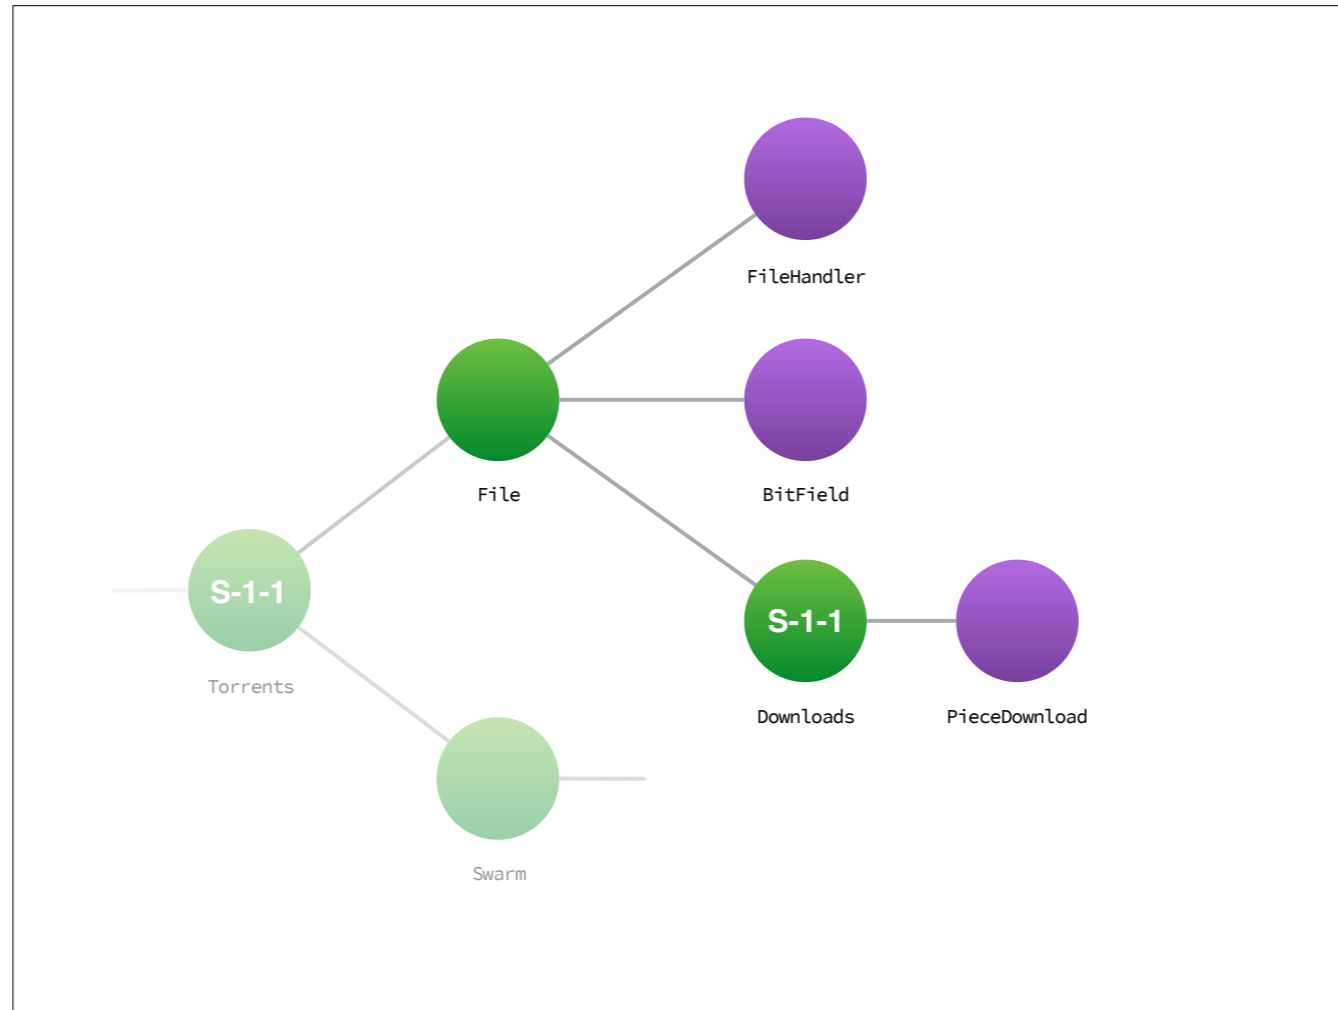 FileHandler
File
BitField
S-1-1
Torrents
S-1-1
Downloads
PieceDownload
Swarm